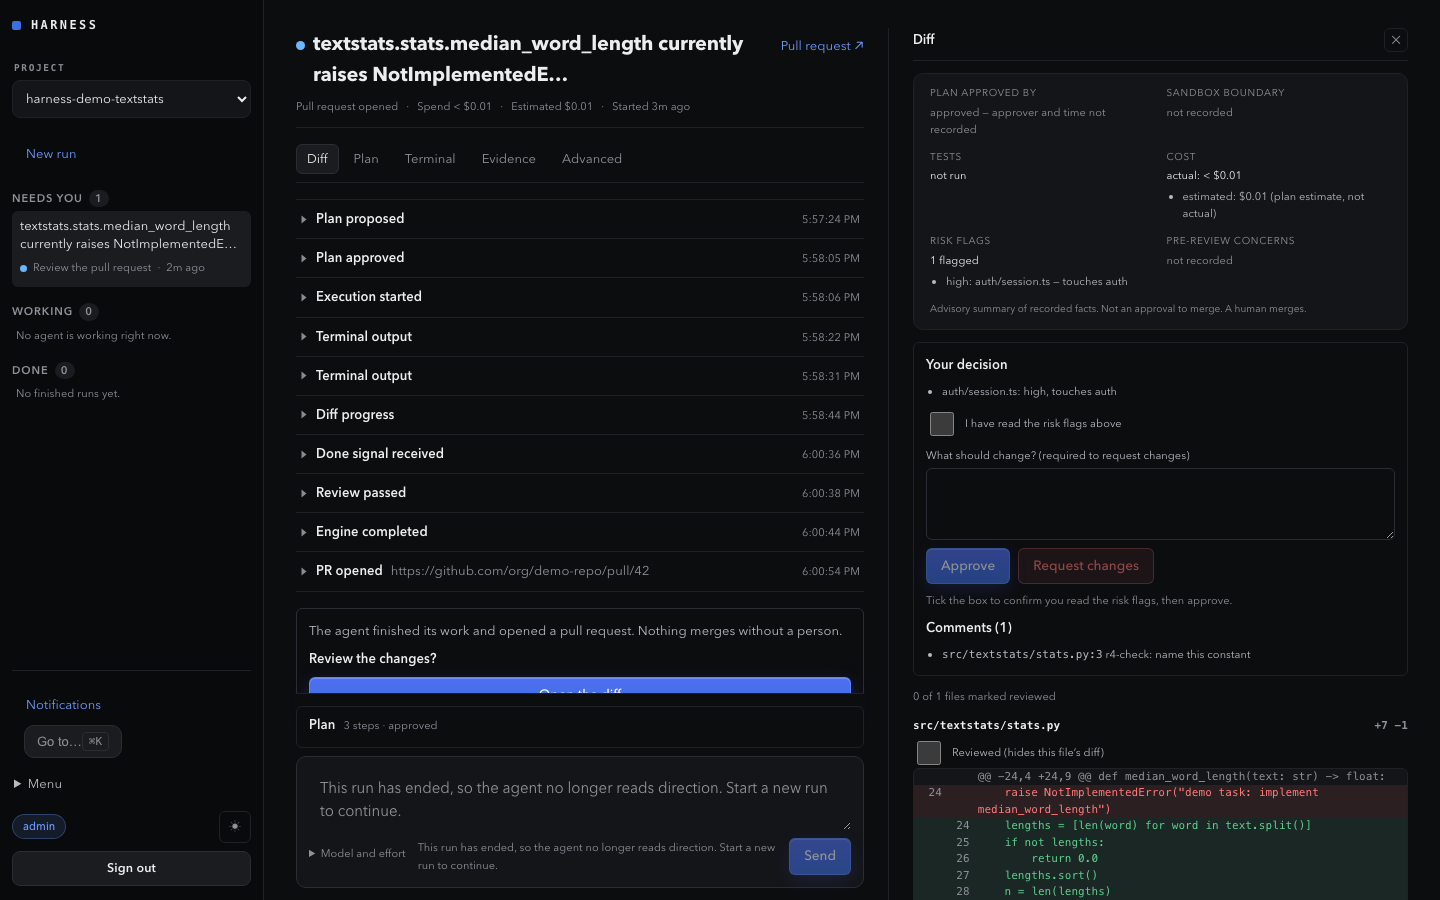 HARNESS
PROJECT
harness-demo-textstats
New run
NEEDS YOU 1
textstats.stats.median_word_length
currently raises NotImplementedE...
Review the pull request · 2m ago
WORKING 0
No agent is working right now.
DONE 0
No finished runs yet.
Notifications
Go to... ⌘K
Menu
admin
Sign out
textstats.stats.median_word_length currently
raises NotImplementedE...
Pull request ↗
Pull request opened · Spend < $0.01 · Estimated $0.01 · Started 3m ago
Diff Plan Terminal Evidence Advanced
Plan proposed 5:57:24 PM
Plan approved 5:58:05 PM
Execution started 5:58:06 PM
Terminal output 5:58:22 PM
Terminal output 5:58:31 PM
Diff progress 5:58:44 PM
Done signal received 6:00:36 PM
Review passed 6:00:38 PM
Engine completed 6:00:44 PM
PR opened https://github.com/org/demo-repo/pull/42 6:00:54 PM
The agent finished its work and opened a pull request. Nothing merges without a person.
Review the changes?
Open the diff
Plan 3 steps · approved
This run has ended, so the agent no longer reads direction. Start a new run
to continue.
Model and effort
This run has ended, so the agent no longer reads direction. Start a new
run to continue.
Send
Diff
PLAN APPROVED BY
approved — approver and time not
recorded
SANDBOX BOUNDARY
not recorded
TESTS
not run
COST
actual: < $0.01
• estimated: $0.01 (plan estimate, not
actual)
RISK FLAGS
1 flagged
• high: auth/session.ts — touches auth
PRE-REVIEW CONCERNS
not recorded
Advisory summary of recorded facts. Not an approval to merge. A human merges.
Your decision
• auth/session.ts: high, touches auth
I have read the risk flags above
What should change? (required to request changes)
Approve Request changes
Tick the box to confirm you read the risk flags, then approve.
Comments (1)
• src/textstats/stats.py:3 r4-check: name this constant
0 of 1 files marked reviewed
src/textstats/stats.py +7 −1
Reviewed (hides this file's diff)
@@ −24,4 +24,9 @@ def median_word_length(text: str) −> float:
24 raise NotImplementedError("demo task: implement
median_word_length")
24 lengths = [len(word) for word in text.split()]
25 if not lengths:
26 return 0.0
27 lengths.sort()
28 n = len(lengths)